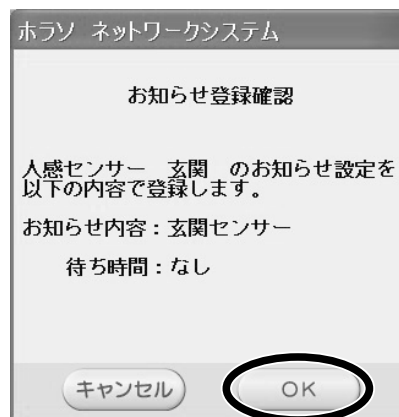 ホラソ ネットワークシステム
お知らせ登録確認
人感センサー　玄関　のお知らせ設定を
以下の内容で登録します。
お知らせ内容：玄関センサー
待ち時間：なし
キャンセル
OK